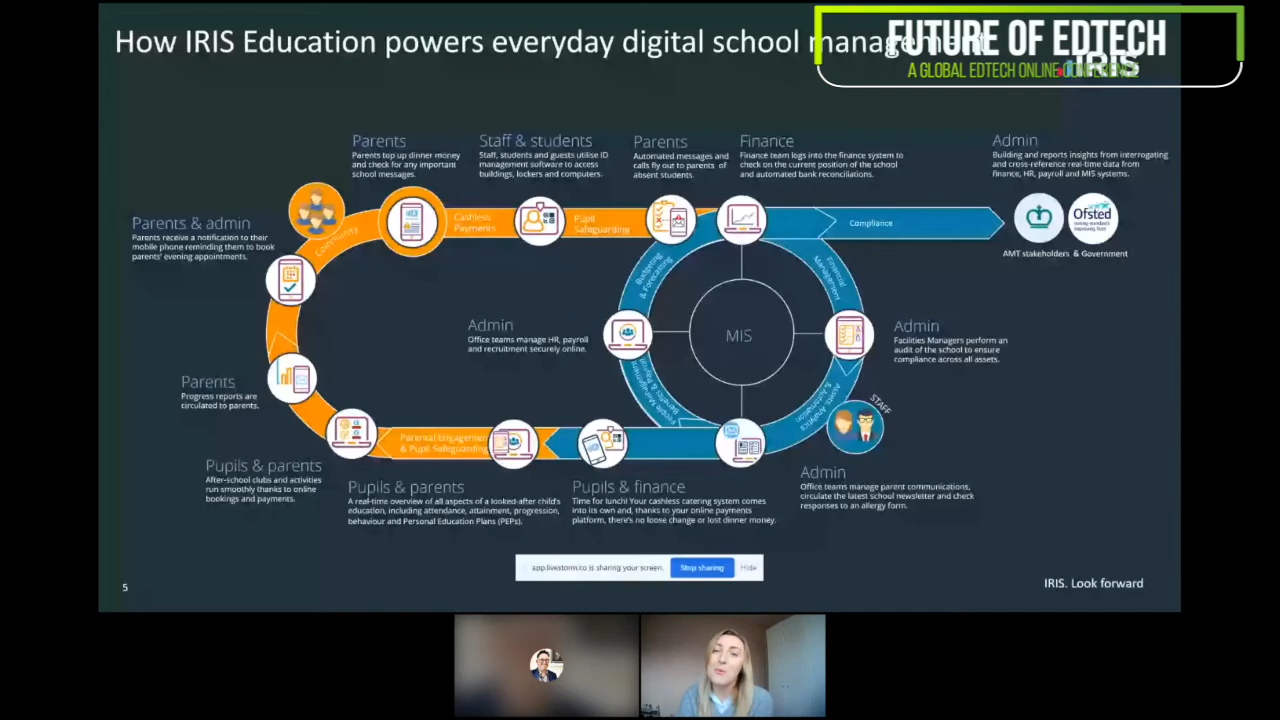 How IRIS Education powers everyday digital school management
FUTURE OF EDTECH
A GLOBAL EDTECH ONLINE CONFERENCE
IRIS
Parents
Parents top up dinner money
and check for any important
school messages.
Staff & students
Staff, students and guests utilise ID
management software to access
buildings, lockers and computers.
Parents
Automated messages and
calls fly out to parents of
absent students.
Finance
Finance team logs into the finance system to
check on the current position of the school
and automated bank reconciliations.
Admin
Building and reports insights from interrogating
and cross-reference real-time data from
finance, HR, payroll and MIS systems.
Parents & admin
Parents receive a notification to their
mobile phone reminding them to book
parents' evening appointments.
Community
Cashless
Payments
Pupil
Safeguarding
Compliance
Ofsted
AMT stakeholders & Government
Budgeting
& Forecasting
Financial
Management
MIS
Admin
Office teams manage HR, payroll
and recruitment securely online.
Admin
Facilities Managers perform an
audit of the school to ensure
compliance across all assets.
People Management
Benefits & Payroll
Assets, Analytics
& Automation
STAFF
Parents
Progress reports are
circulated to parents.
Parental Engagement
& Pupil Safeguarding
Pupils & parents
After-school clubs and activities
run smoothly thanks to online
bookings and payments.
Pupils & parents
A real-time overview of all aspects of a looked-after child's
education, including attendance, attainment, progression,
behaviour and Personal Education Plans (PEPs).
Pupils & finance
Time for lunch! Your cashless catering system comes
into its own and, thanks to your online payments
platform, there's no loose change or lost dinner money.
Admin
Office teams manage parent communications,
circulate the latest school newsletter and check
responses to an allergy form.
app.livestorm.co is sharing your screen.
Stop sharing
Hide
5
IRIS. Look forward